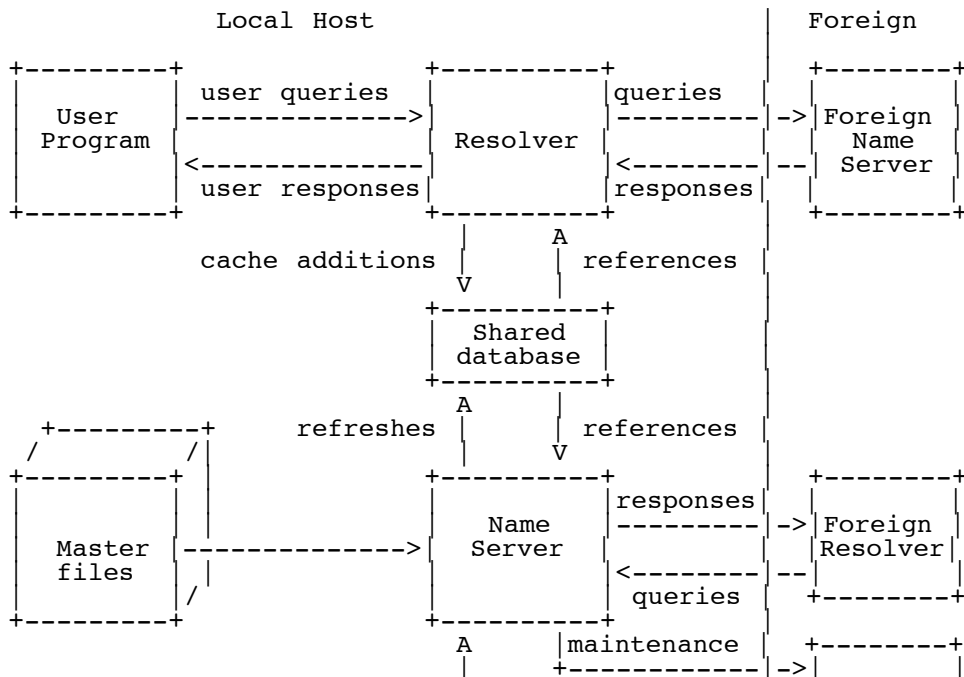 Local Host | Foreign
User Program
user queries
user responses
Resolver
queries
responses
Foreign Name Server
cache additions
references
Shared database
refreshes
references
Master files
Name Server
responses
queries
Foreign Resolver
maintenance